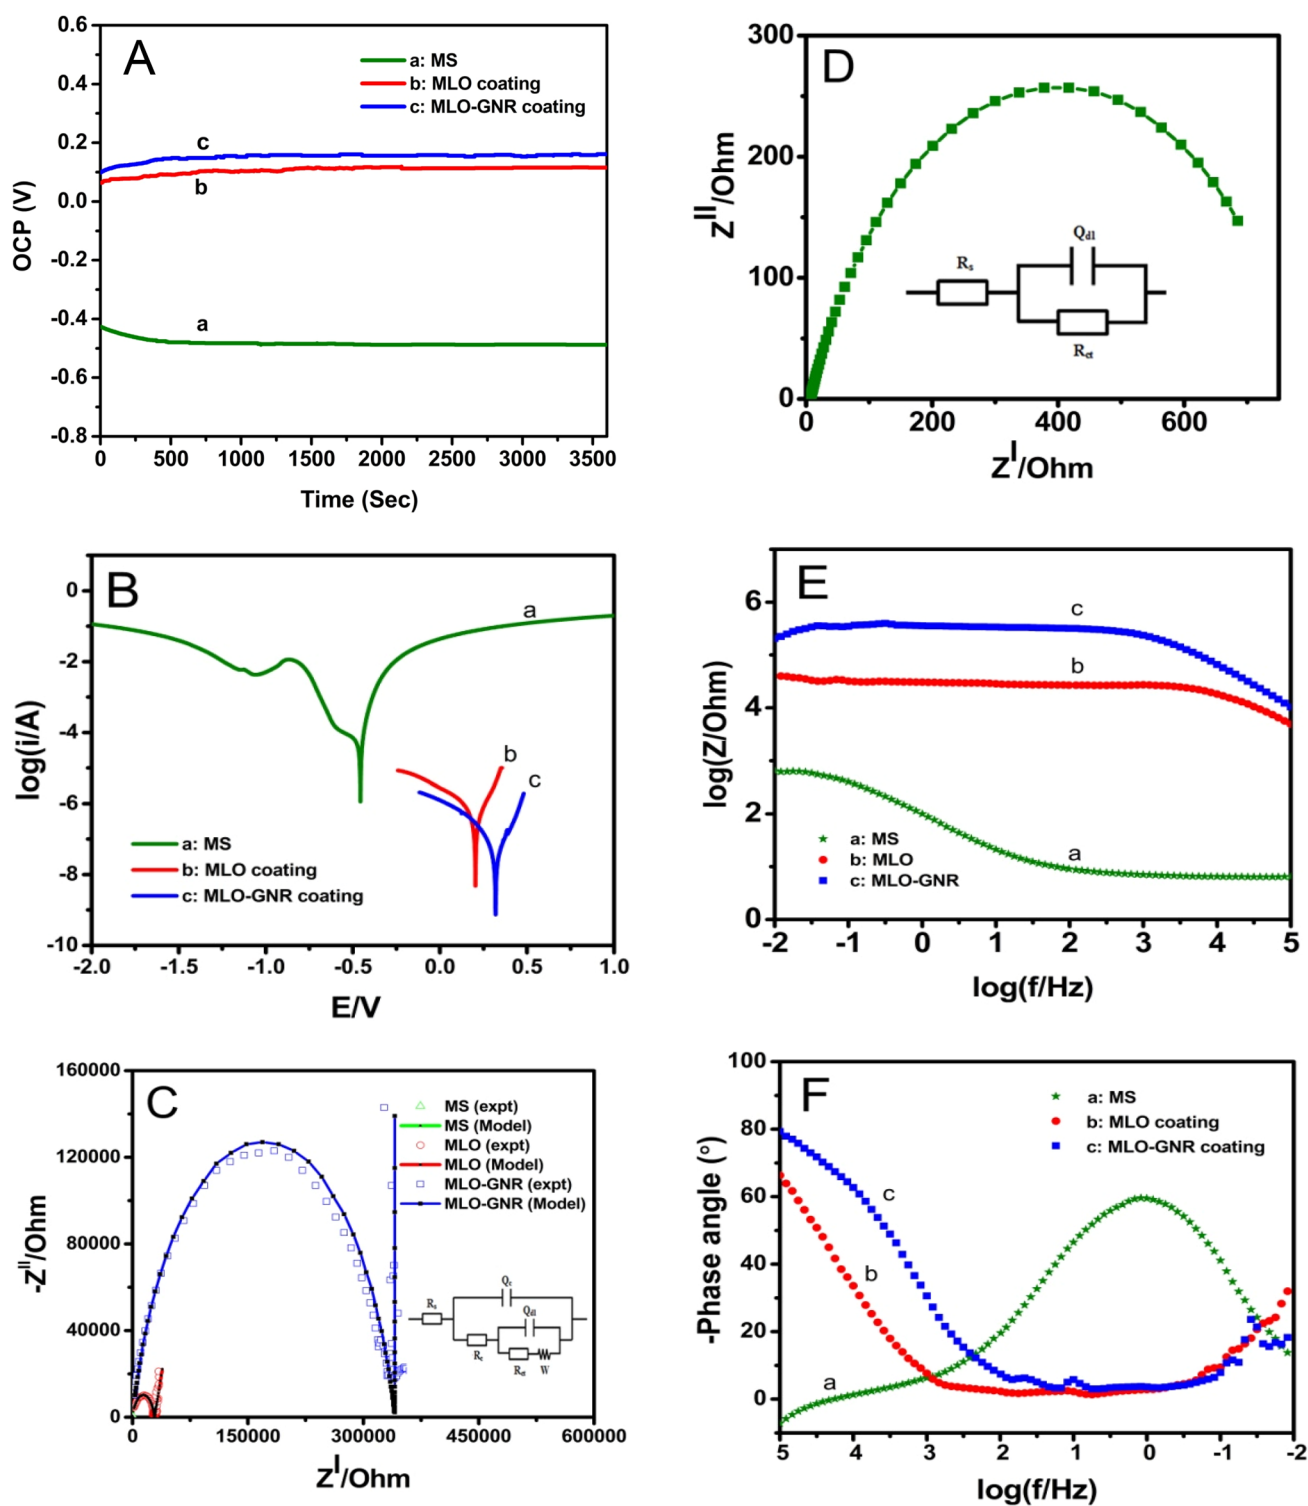 A
0.6
0.4
0.2
0.0
-0.2
-0.4
-0.6
-0.8
OCP (V)
a: MS
b: MLO coating
c: MLO-GNR coating
c
b
a
0 500 1000 1500 2000 2500 3000 3500
Time (Sec)
D
300
200
100
0
Z^II/Ohm
R_s
Q_dl
R_ct
0 200 400 600
Z^I/Ohm
B
0
-2
-4
-6
-8
-10
log(i/A)
a
b
c
a: MS
b: MLO coating
c: MLO-GNR coating
-2.0 -1.5 -1.0 -0.5 0.0 0.5 1.0
E/V
E
6
4
2
0
log(Z/Ohm)
c
b
a
a: MS
b: MLO
c: MLO-GNR
-2 -1 0 1 2 3 4 5
log(f/Hz)
C
160000
120000
80000
40000
0
-Z^II/Ohm
MS (expt)
MS (Model)
MLO (expt)
MLO (Model)
MLO-GNR (expt)
MLO-GNR (Model)
R_s
Q_dl
W
0 150000 300000 450000 600000
Z^I/Ohm
F
100
80
60
40
20
0
-Phase angle (°)
a: MS
b: MLO coating
c: MLO-GNR coating
c
b
a
5 4 3 2 1 0 -1 -2
log(f/Hz)